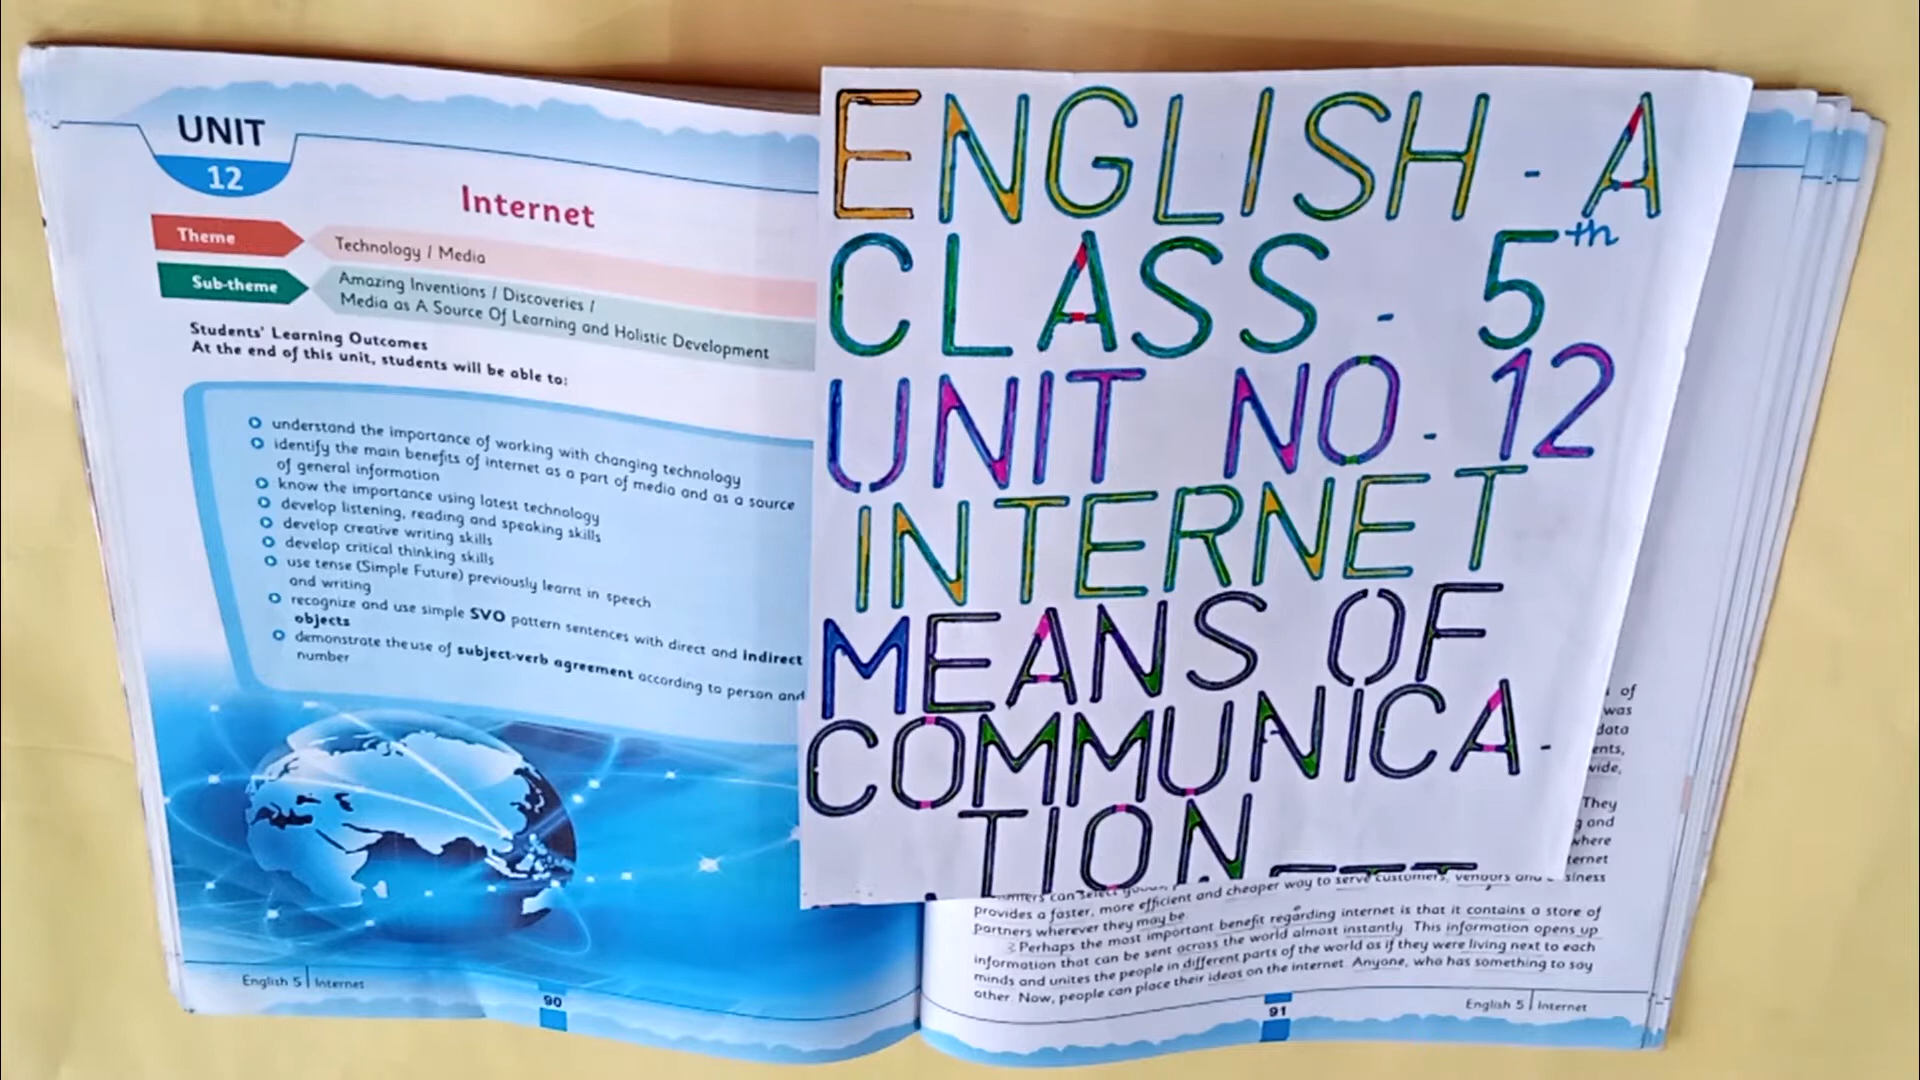 UNIT
12
Internet
Theme
Technology / Media
Sub-theme
Amazing Inventions / Discoveries /
Media as A Source Of Learning and Holistic Development
Students' Learning Outcomes
At the end of this unit, students will be able to:
understand the importance of working with changing technology
identify the main benefits of internet as a part of media and as a source
of general information
know the importance using latest technology
develop listening, reading and speaking skills
develop creative writing skills
develop critical thinking skills
use tense (Simple Future) previously learnt in speech
and writing
recognize and use simple SVO pattern sentences with direct and indirect
objects
demonstrate the use of subject-verb agreement according to person and
number
English 5 | Internet
90
ENGLISH - A
CLASS - 5th
UNIT NO - 12
INTERNET
MEANS OF
COMMUNICA-
TION ___
of
was
data
They
and
where
can select
and cheaper way to serve customers, vendors and
provides a faster, more efficient
partners wherever they may be.
3. Perhaps the most important benefit regarding internet is that it contains a store of
information that can be sent across the world almost instantly. This information opens up
minds and unites the people in different parts of the world as if they were living next to each
other. Now, people can place their ideas on the internet. Anyone, who has something to say
91
English 5 | Internet